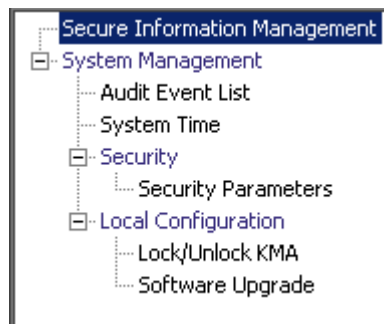 Secure Information Management
System Management
Audit Event List
System Time
Security
Security Parameters
Local Configuration
Lock/Unlock KMA
Software Upgrade